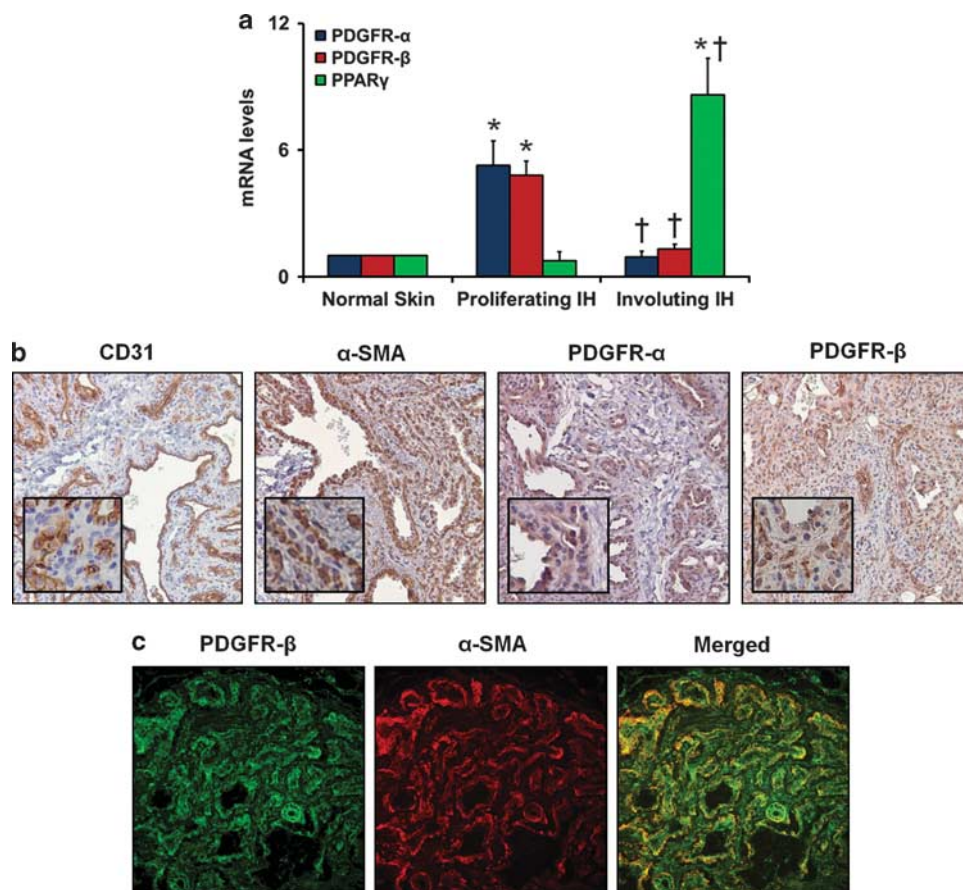 a
12
6
0
mRNA levels
PDGFR-α
PDGFR-β
PPARγ
* *
* †
† †
Normal Skin Proliferating IH Involuting IH
b
CD31 α-SMA PDGFR-α PDGFR-β
c
PDGFR-β α-SMA Merged